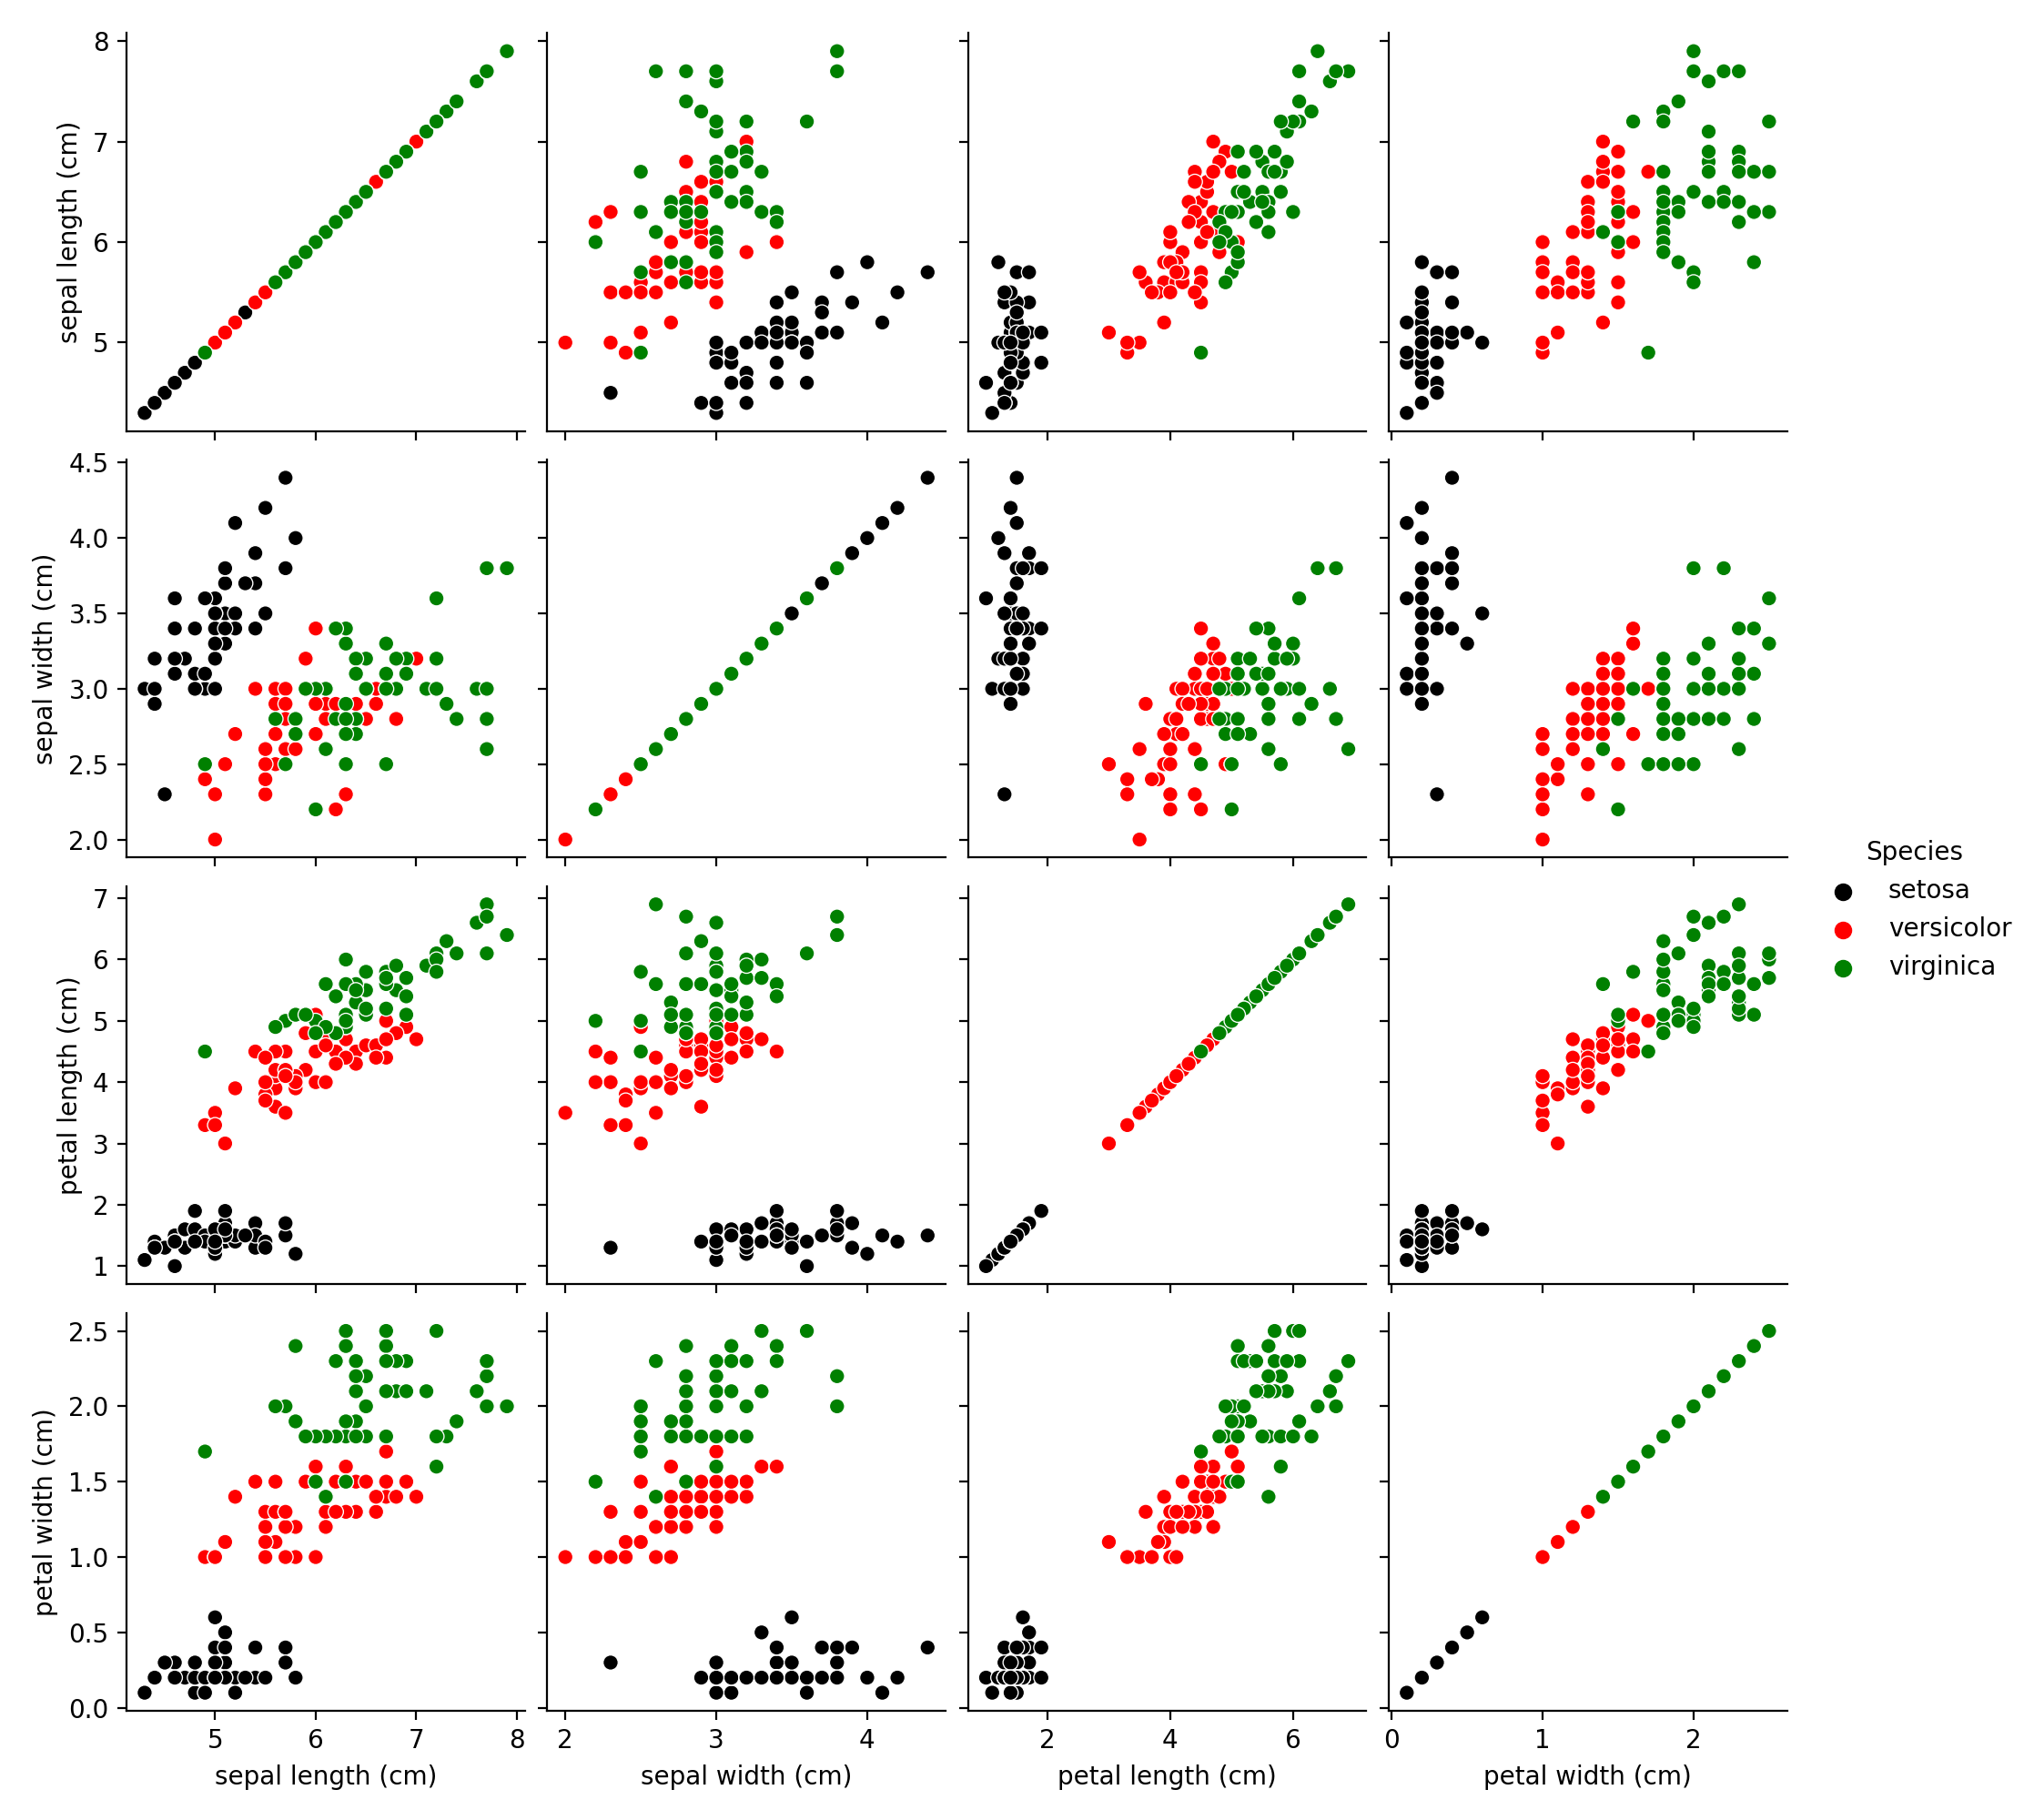 8
7
6
5
sepal length (cm)
4.5
4.0
3.5
3.0
2.5
2.0
sepal width (cm)
Species
setosa
versicolor
virginica
7
6
5
4
3
2
1
petal length (cm)
2.5
2.0
1.5
1.0
0.5
0.0
petal width (cm)
5 6 7 8
2 3 4
2 4 6
0 1 2
sepal length (cm)
sepal width (cm)
petal length (cm)
petal width (cm)